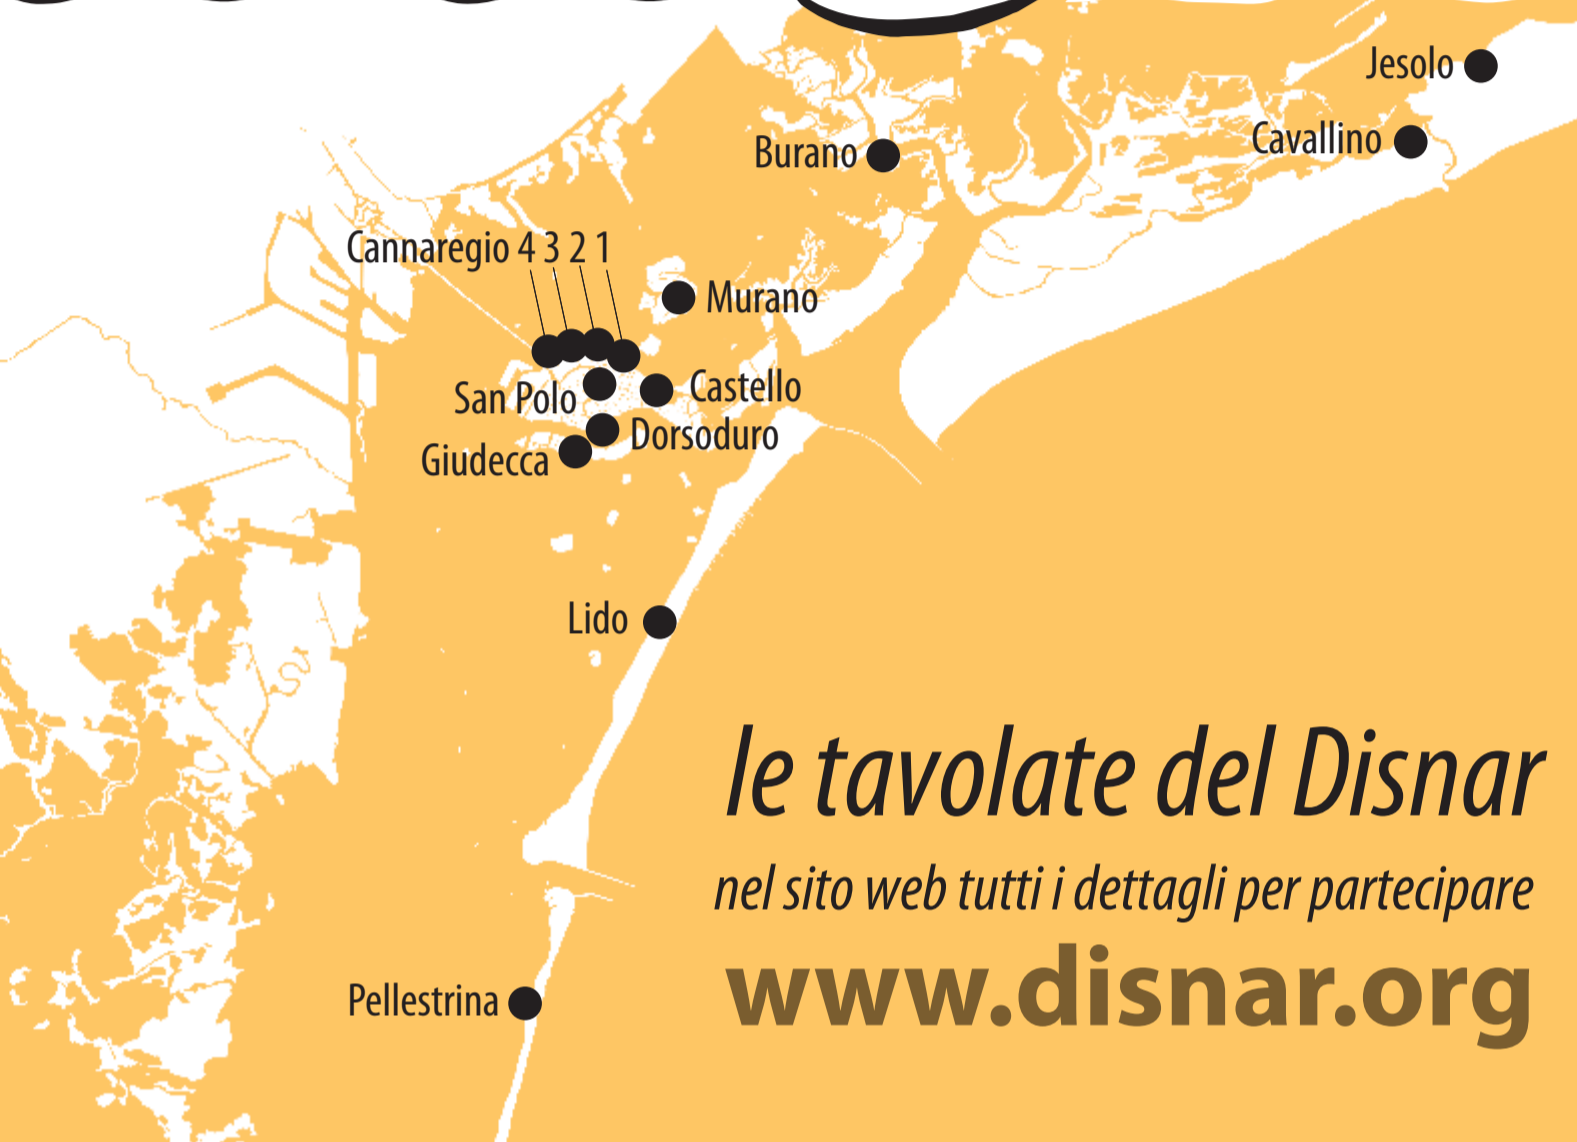 Jesolo
Cavallino
Burano
Cannaregio 4 3 2 1
Murano
San Polo
Castello
Dorsoduro
Giudecca
Lido
le tavolate del Disnar
nel sito web tutti i dettagli per partecipare
www.disnar.org
Pellestrina